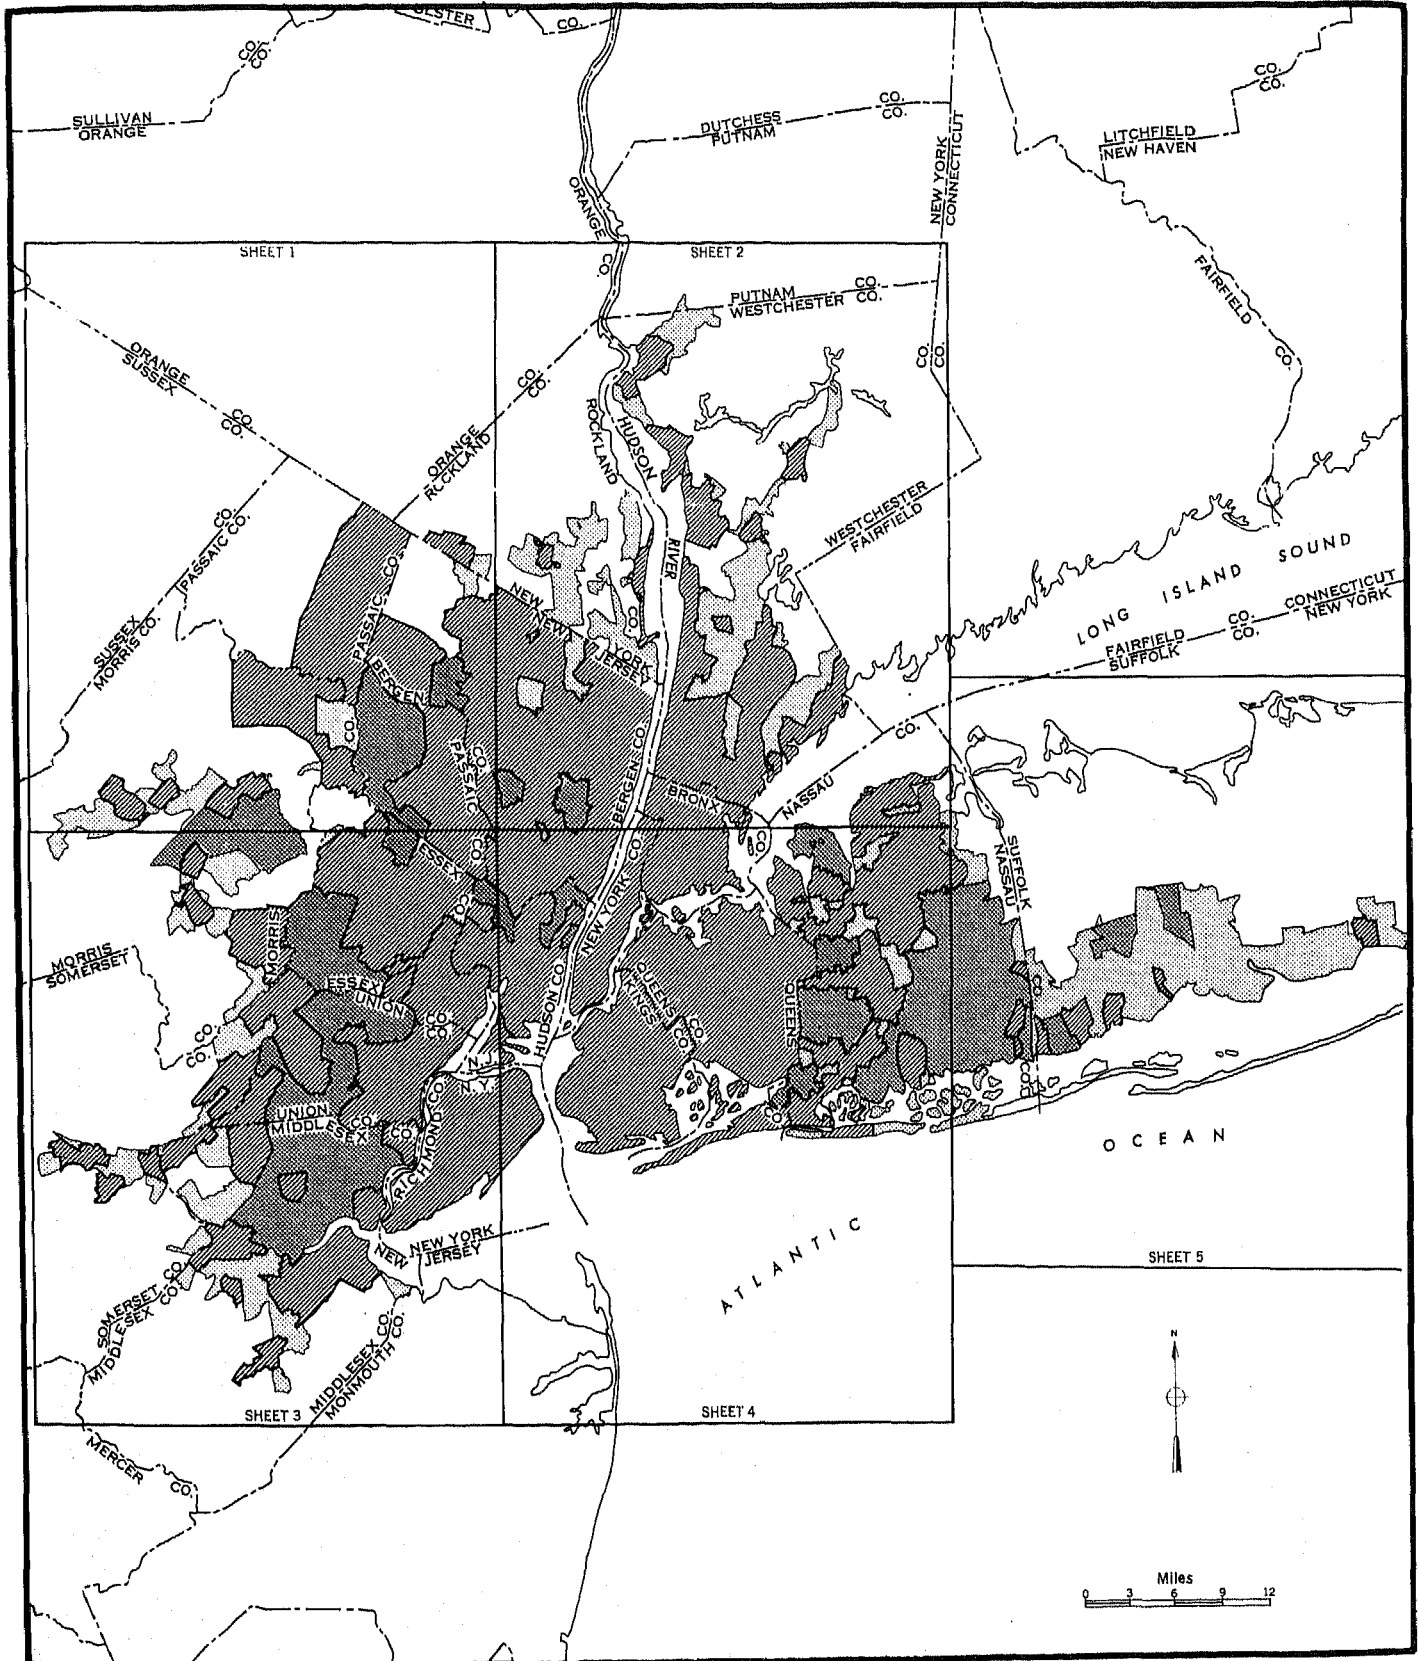 ULSTER
CO.
CO.
CO.
CO.
CO.
SULLIVAN
ORANGE
DUTCHESS
PUTNAM
CO.
CO.
LITCHFIELD
NEW HAVEN
NEW YORK
CONNECTICUT
ORANGE
CO.
FAIRFIELD
CO.
SHEET 1
SHEET 2
PUTNAM
WESTCHESTER
CO.
CO.
ORANGE
SUSSEX
CO.
CO.
CO.
CO.
CO.
CO.
ORANGE
ROCKLAND
ROCKLAND
HUDSON
RIVER
CO.
WESTCHESTER
FAIRFIELD
CO.
PASSAIC CO.
SUSSEX
MORRIS CO.
PASSAIC CO.
BERGEN
CO.
NEW YORK
NEW JERSEY
LONG ISLAND SOUND
FAIRFIELD
SUFFOLK
CO.
CO.
CONNECTICUT
NEW YORK
CO.
PASSAIC
BERGEN CO.
BRONX
CO.
NASSAU
CO.
ESSEX
CO.
CO.
NEW YORK CO.
SUFFOLK
NASSAU
CO.
CO.
MORRIS
SOMERSET
CO.
CO.
MORRIS
ESSEX
UNION
CO.
CO.
HUDSON CO.
QUEENS
KINGS
CO.
CO.
QUEENS
CO.
N.J.
N.Y.
UNION
MIDDLESEX
CO.
CO.
RICHMOND CO.
NEW YORK
NEW JERSEY
ATLANTIC
OCEAN
SOMERSET CO.
MIDDLESEX CO.
MIDDLESEX CO.
MONMOUTH CO.
SHEET 3
SHEET 4
SHEET 5
MERCER
CO.
N
Miles
0 3 6 9 12